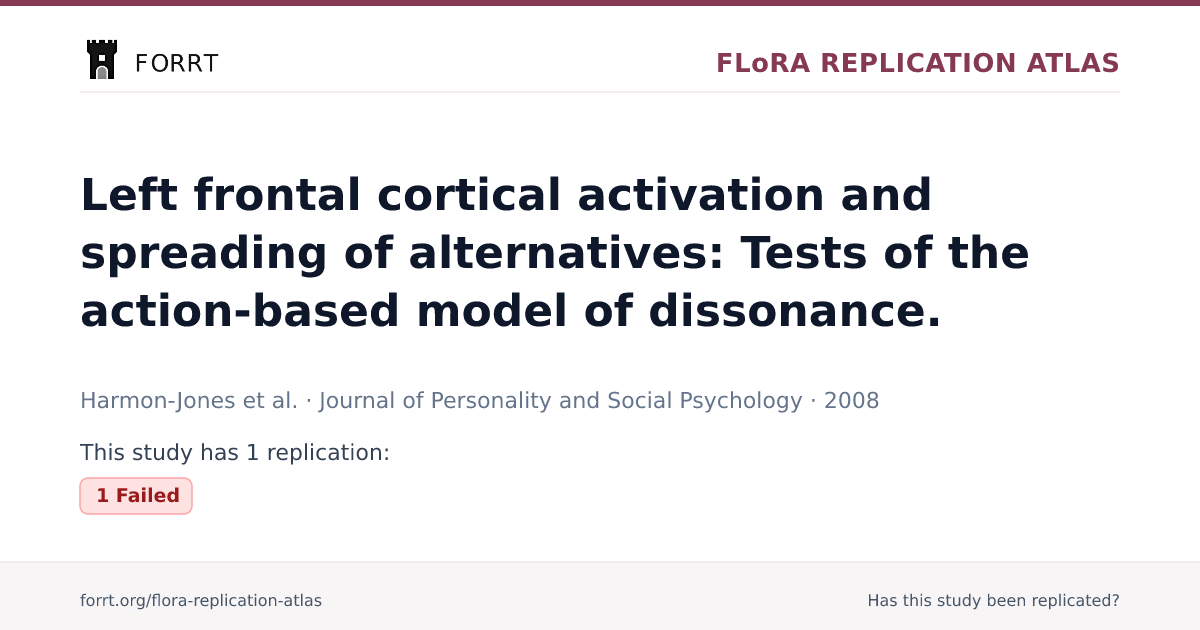 FORRT
FLoRA REPLICATION ATLAS
Left frontal cortical activation and
spreading of alternatives: Tests of the
action-based model of dissonance.
Harmon-Jones et al. · Journal of Personality and Social Psychology · 2008
This study has 1 replication:
1 Failed
forrt.org/flora-replication-atlas
Has this study been replicated?